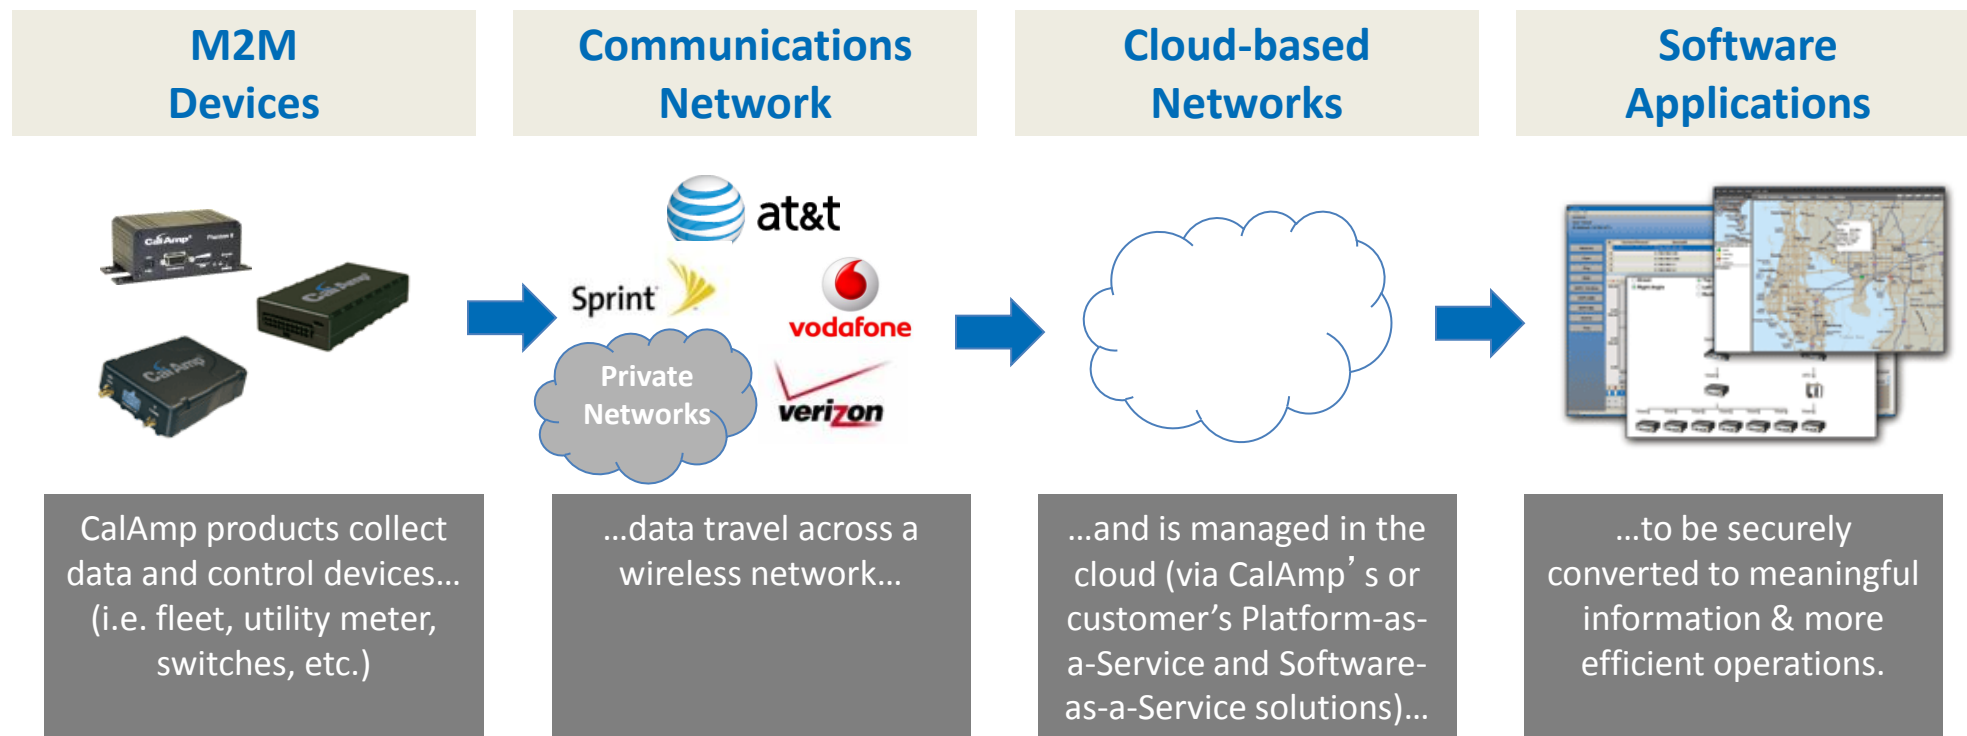 M2M
Devices
Communications
Network
Cloud-based
Networks
Software
Applications
CalAmp
CalAmp
CalAmp
at&t
Sprint
vodafone
verizon
Private
Networks
CalAmp products collect
data and control devices…
(i.e. fleet, utility meter,
switches, etc.)
…data travel across a
wireless network…
…and is managed in the
cloud (via CalAmp’s or
customer’s Platform-as-
a-Service and Software-
as-a-Service solutions)…
…to be securely
converted to meaningful
information & more
efficient operations.